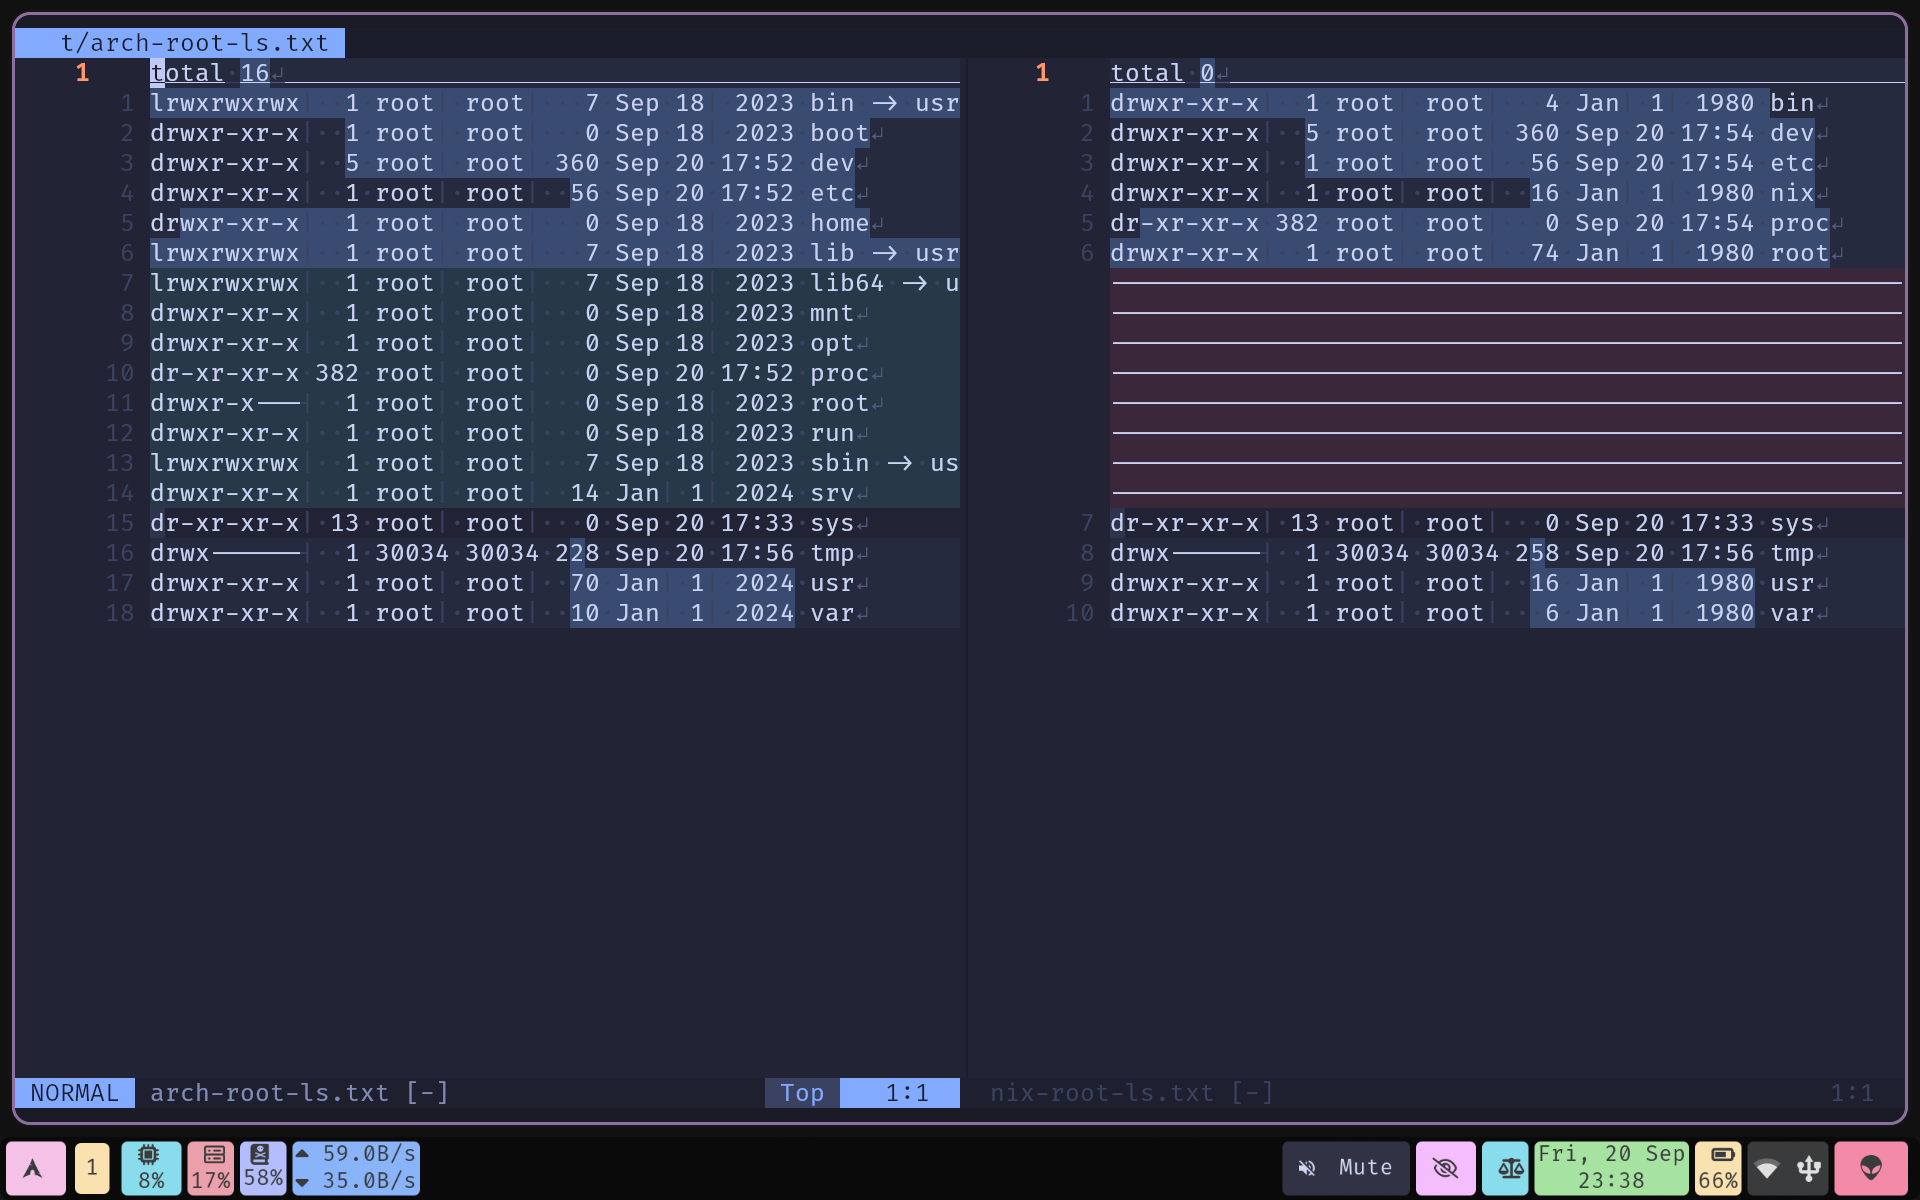 t/arch-root-ls.txt
1 total 16
1 lrwxrwxrwx 1 root root 7 Sep 18 2023 bin -> usr
2 drwxr-xr-x 1 root root 0 Sep 18 2023 boot
3 drwxr-xr-x 5 root root 360 Sep 20 17:52 dev
4 drwxr-xr-x 1 root root 56 Sep 20 17:52 etc
5 drwxr-xr-x 1 root root 0 Sep 18 2023 home
6 lrwxrwxrwx 1 root root 7 Sep 18 2023 lib -> usr
7 lrwxrwxrwx 1 root root 7 Sep 18 2023 lib64 -> u
8 drwxr-xr-x 1 root root 0 Sep 18 2023 mnt
9 drwxr-xr-x 1 root root 0 Sep 18 2023 opt
10 dr-xr-xr-x 382 root root 0 Sep 20 17:52 proc
11 drwxr-x--- 1 root root 0 Sep 18 2023 root
12 drwxr-xr-x 1 root root 0 Sep 18 2023 run
13 lrwxrwxrwx 1 root root 7 Sep 18 2023 sbin -> us
14 drwxr-xr-x 1 root root 14 Jan 1 2024 srv
15 dr-xr-xr-x 13 root root 0 Sep 20 17:33 sys
16 drwx------ 1 30034 30034 228 Sep 20 17:56 tmp
17 drwxr-xr-x 1 root root 70 Jan 1 2024 usr
18 drwxr-xr-x 1 root root 10 Jan 1 2024 var
1 total 0
1 drwxr-xr-x 1 root root 4 Jan 1 1980 bin
2 drwxr-xr-x 5 root root 360 Sep 20 17:54 dev
3 drwxr-xr-x 1 root root 56 Sep 20 17:54 etc
4 drwxr-xr-x 1 root root 16 Jan 1 1980 nix
5 dr-xr-xr-x 382 root root 0 Sep 20 17:54 proc
6 drwxr-xr-x 1 root root 74 Jan 1 1980 root
7 dr-xr-xr-x 13 root root 0 Sep 20 17:33 sys
8 drwx------ 1 30034 30034 258 Sep 20 17:56 tmp
9 drwxr-xr-x 1 root root 16 Jan 1 1980 usr
10 drwxr-xr-x 1 root root 6 Jan 1 1980 var
NORMAL arch-root-ls.txt [-] Top 1:1
nix-root-ls.txt [-] 1:1
1
8%
17%
58%
59.0B/s
35.0B/s
Mute
Fri, 20 Sep
23:38
66%